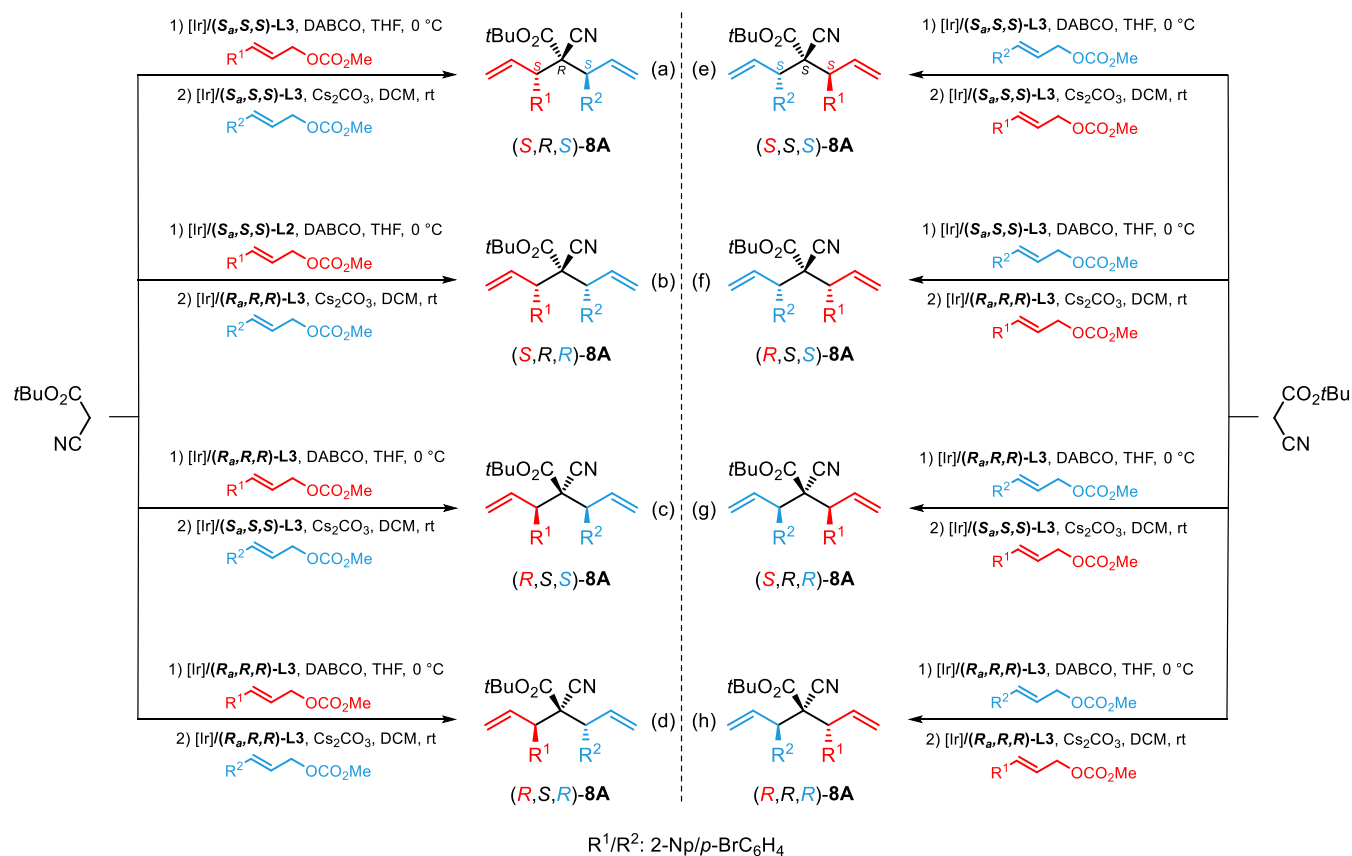 1) [Ir]/(Sa,S,S)-L3, DABCO, THF, 0 °C
R1 OCO2Me
2) [Ir]/(Sa,S,S)-L3, Cs2CO3, DCM, rt
R2 OCO2Me
tBuO2C CN
S R S
R1 R2
(a)
(S,R,S)-8A
(e)
tBuO2C CN
S S S
R2 R1
(S,S,S)-8A
1) [Ir]/(Sa,S,S)-L3, DABCO, THF, 0 °C
R2 OCO2Me
2) [Ir]/(Sa,S,S)-L3, Cs2CO3, DCM, rt
R1 OCO2Me
1) [Ir]/(Sa,S,S)-L2, DABCO, THF, 0 °C
R1 OCO2Me
2) [Ir]/(Ra,R,R)-L3, Cs2CO3, DCM, rt
R2 OCO2Me
tBuO2C CN
R1 R2
(b)
(S,R,R)-8A
(f)
tBuO2C CN
R2 R1
(R,S,S)-8A
1) [Ir]/(Sa,S,S)-L3, DABCO, THF, 0 °C
R2 OCO2Me
2) [Ir]/(Ra,R,R)-L3, Cs2CO3, DCM, rt
R1 OCO2Me
tBuO2C
NC
CO2tBu
CN
1) [Ir]/(Ra,R,R)-L3, DABCO, THF, 0 °C
R1 OCO2Me
2) [Ir]/(Sa,S,S)-L3, Cs2CO3, DCM, rt
R2 OCO2Me
tBuO2C CN
R1 R2
(c)
(R,S,S)-8A
(g)
tBuO2C CN
R2 R1
(S,R,R)-8A
1) [Ir]/(Ra,R,R)-L3, DABCO, THF, 0 °C
R2 OCO2Me
2) [Ir]/(Sa,S,S)-L3, Cs2CO3, DCM, rt
R1 OCO2Me
1) [Ir]/(Ra,R,R)-L3, DABCO, THF, 0 °C
R1 OCO2Me
2) [Ir]/(Ra,R,R)-L3, Cs2CO3, DCM, rt
R2 OCO2Me
tBuO2C CN
R1 R2
(d)
(R,S,R)-8A
(h)
tBuO2C CN
R2 R1
(R,R,R)-8A
1) [Ir]/(Ra,R,R)-L3, DABCO, THF, 0 °C
R2 OCO2Me
2) [Ir]/(Ra,R,R)-L3, Cs2CO3, DCM, rt
R1 OCO2Me
R1/R2: 2-Np/p-BrC6H4